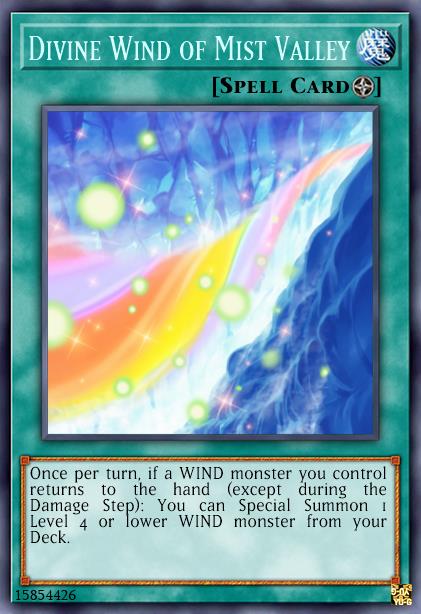 Divine Wind of Mist Valley 魔
[Spell Card]
Once per turn, if a WIND monster you control
returns to the hand (except during the
Damage Step): You can Special Summon 1
Level 4 or lower WIND monster from your
Deck.
15854426